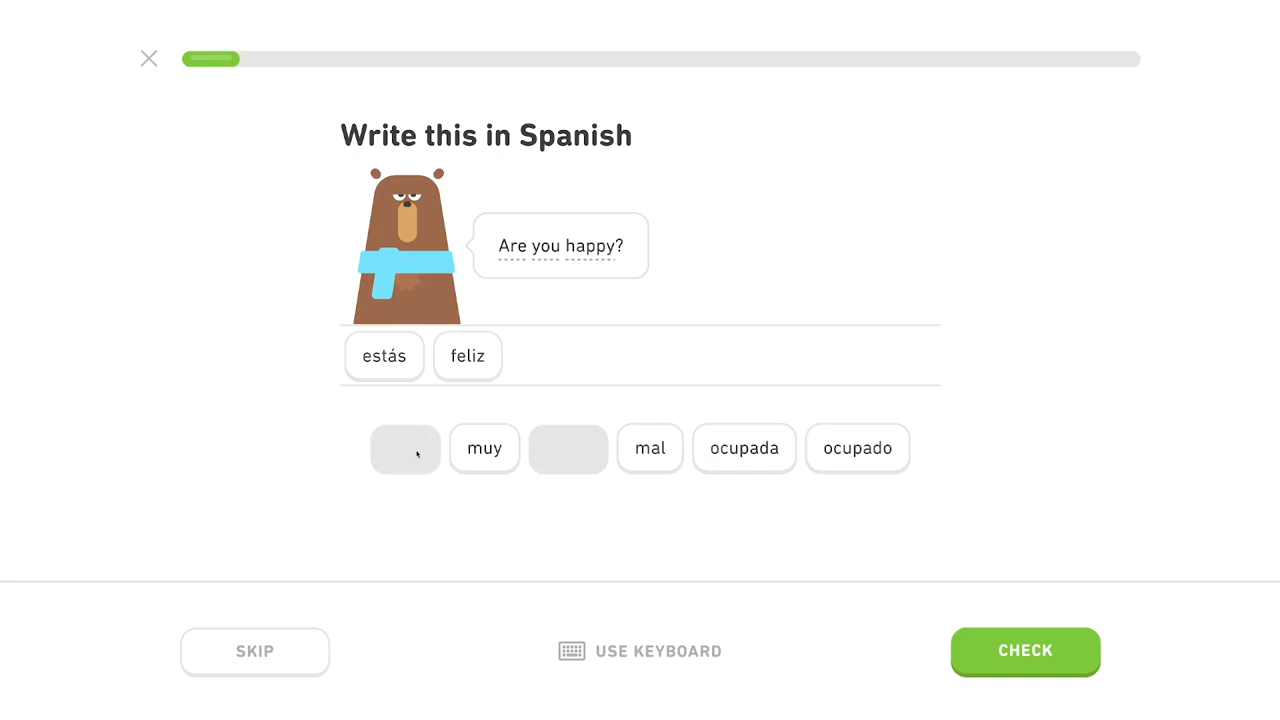 Write this in Spanish
Are you happy?
estás feliz
muy mal ocupada ocupado
SKIP USE KEYBOARD CHECK